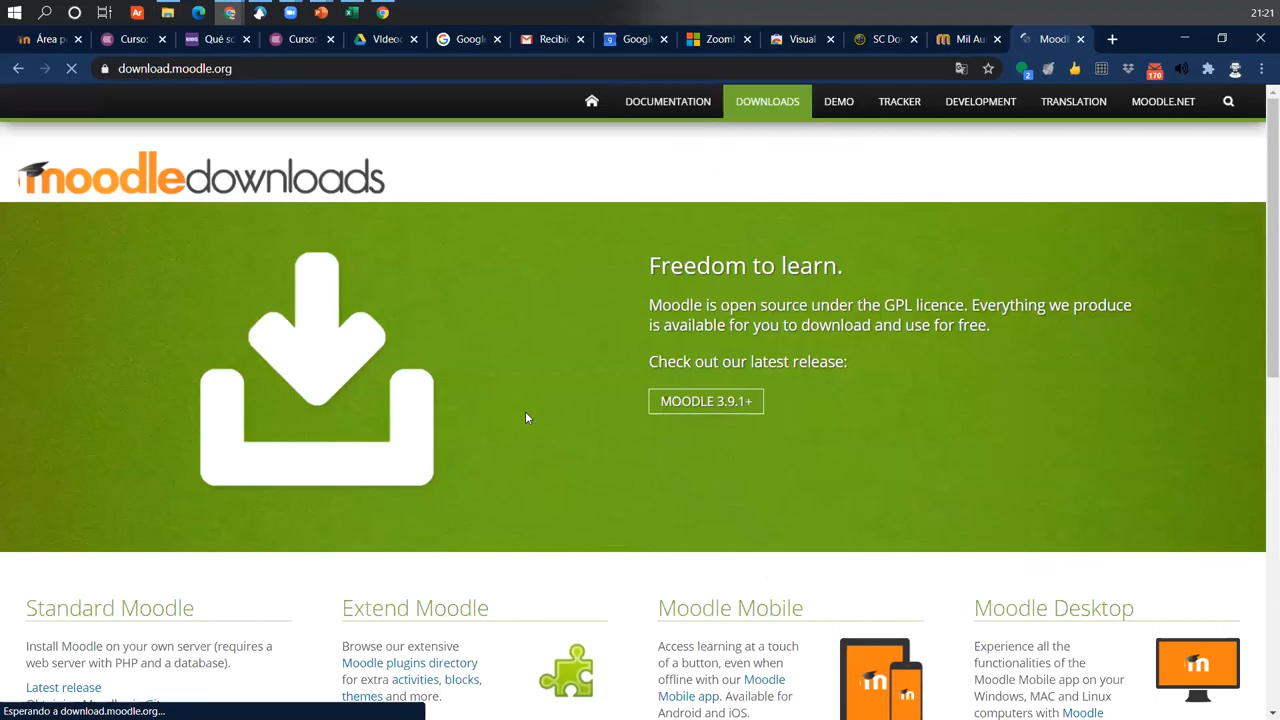 21:21
Área p
Curso:
Qué so
Curso:
VIdeoc
Google
Recibic
Google
ZoomI
Visual
SC Do
Mil Au
Moodl
download.moodle.org
2
170
DOCUMENTATION DOWNLOADS DEMO TRACKER DEVELOPMENT TRANSLATION MOODLE.NET
moodledownloads
Freedom to learn.
Moodle is open source under the GPL licence. Everything we produce
is available for you to download and use for free.
Check out our latest release:
MOODLE 3.9.1+
Standard Moodle
Install Moodle on your own server (requires a
web server with PHP and a database).
Latest release
Extend Moodle
Browse our extensive
Moodle plugins directory
for extra activities, blocks,
themes and more.
Moodle Mobile
Access learning at a touch
of a button, even when
offline with our Moodle
Mobile app. Available for
Android and iOS.
Moodle Desktop
Experience all the
functionalities of the
Moodle Mobile app on your
Windows, MAC and Linux
computers with Moodle
Esperando a download.moodle.org...